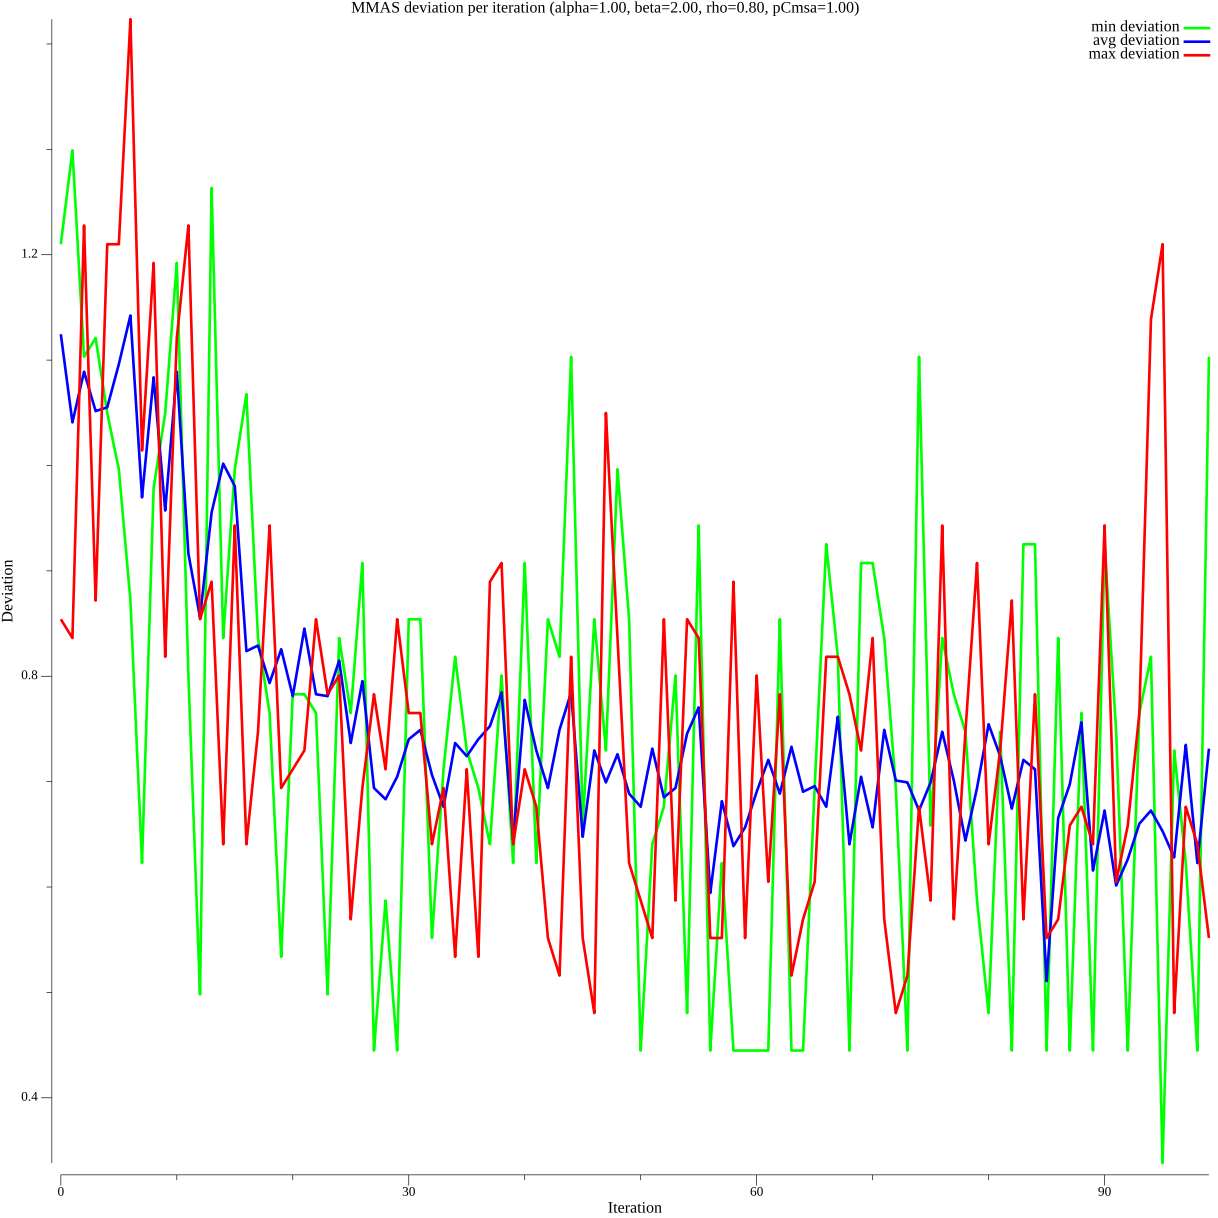 MMAS deviation per iteration (alpha=1.00, beta=2.00, rho=0.80, pCmsa=1.00)
min deviation
avg deviation
max deviation
1.2
0.8
0.4
Deviation
0
30
60
90
Iteration